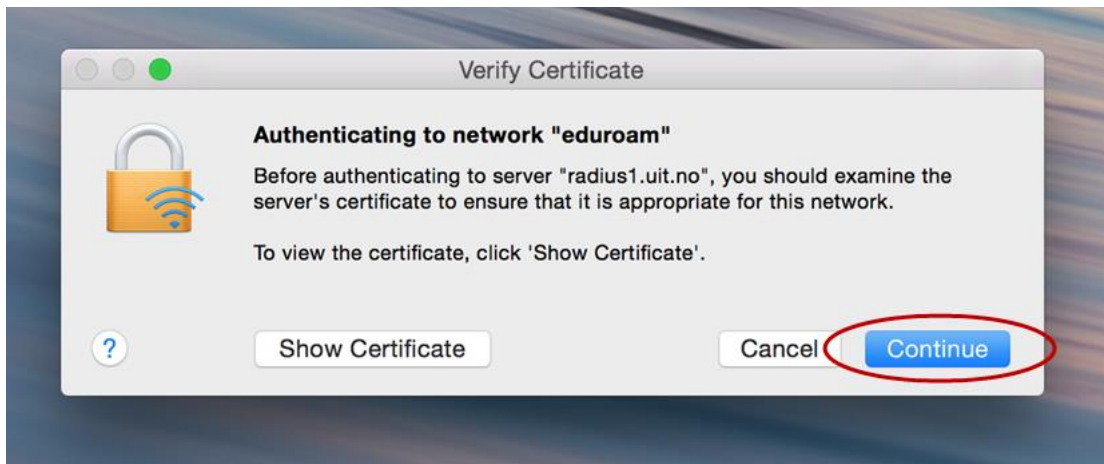 Verify Certificate
Authenticating to network "eduroam"
Before authenticating to server "radius1.uit.no", you should examine the
server's certificate to ensure that it is appropriate for this network.
To view the certificate, click 'Show Certificate'.
? Show Certificate Cancel Continue